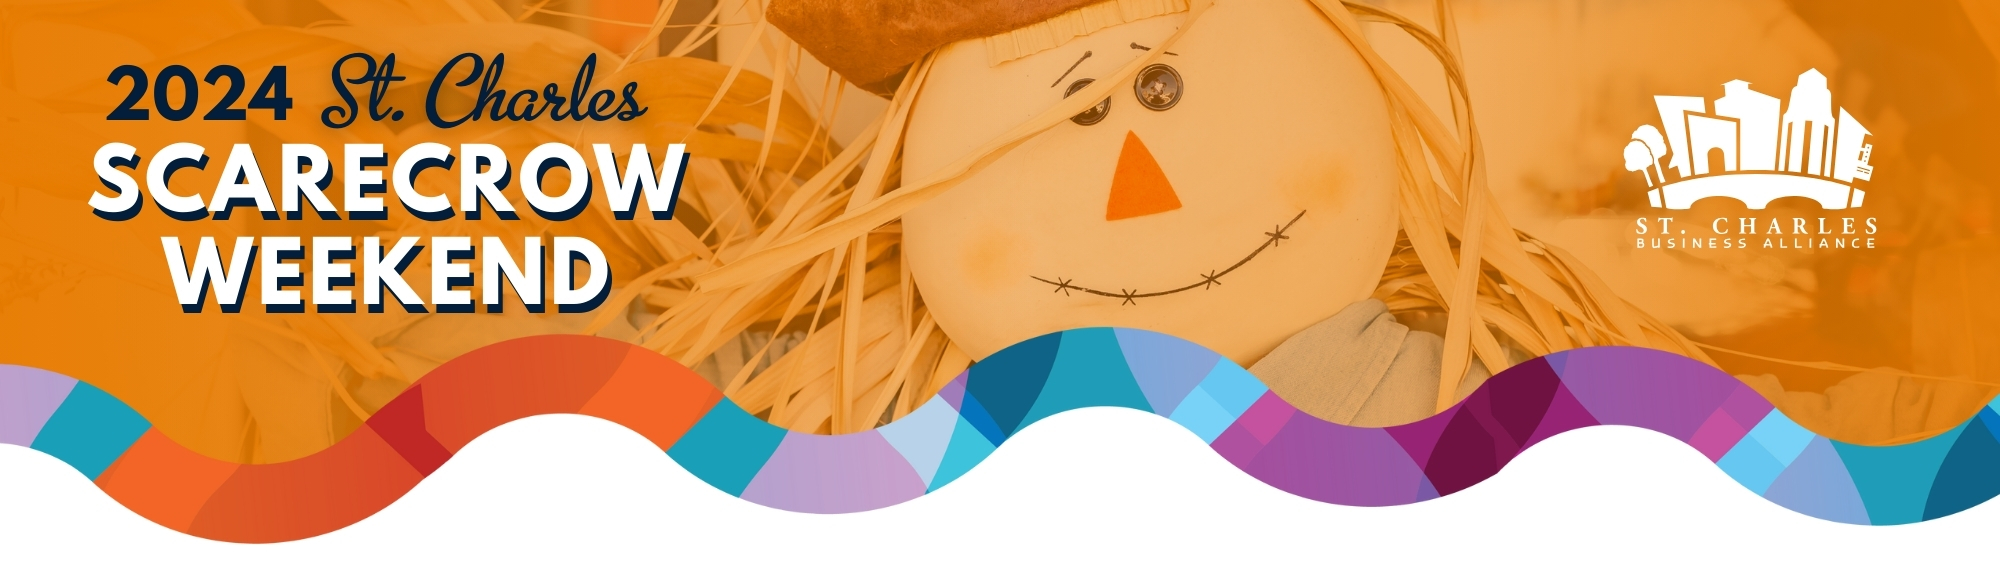 2024 St. Charles
SCARECROW
WEEKEND
ST. CHARLES
BUSINESS ALLIANCE